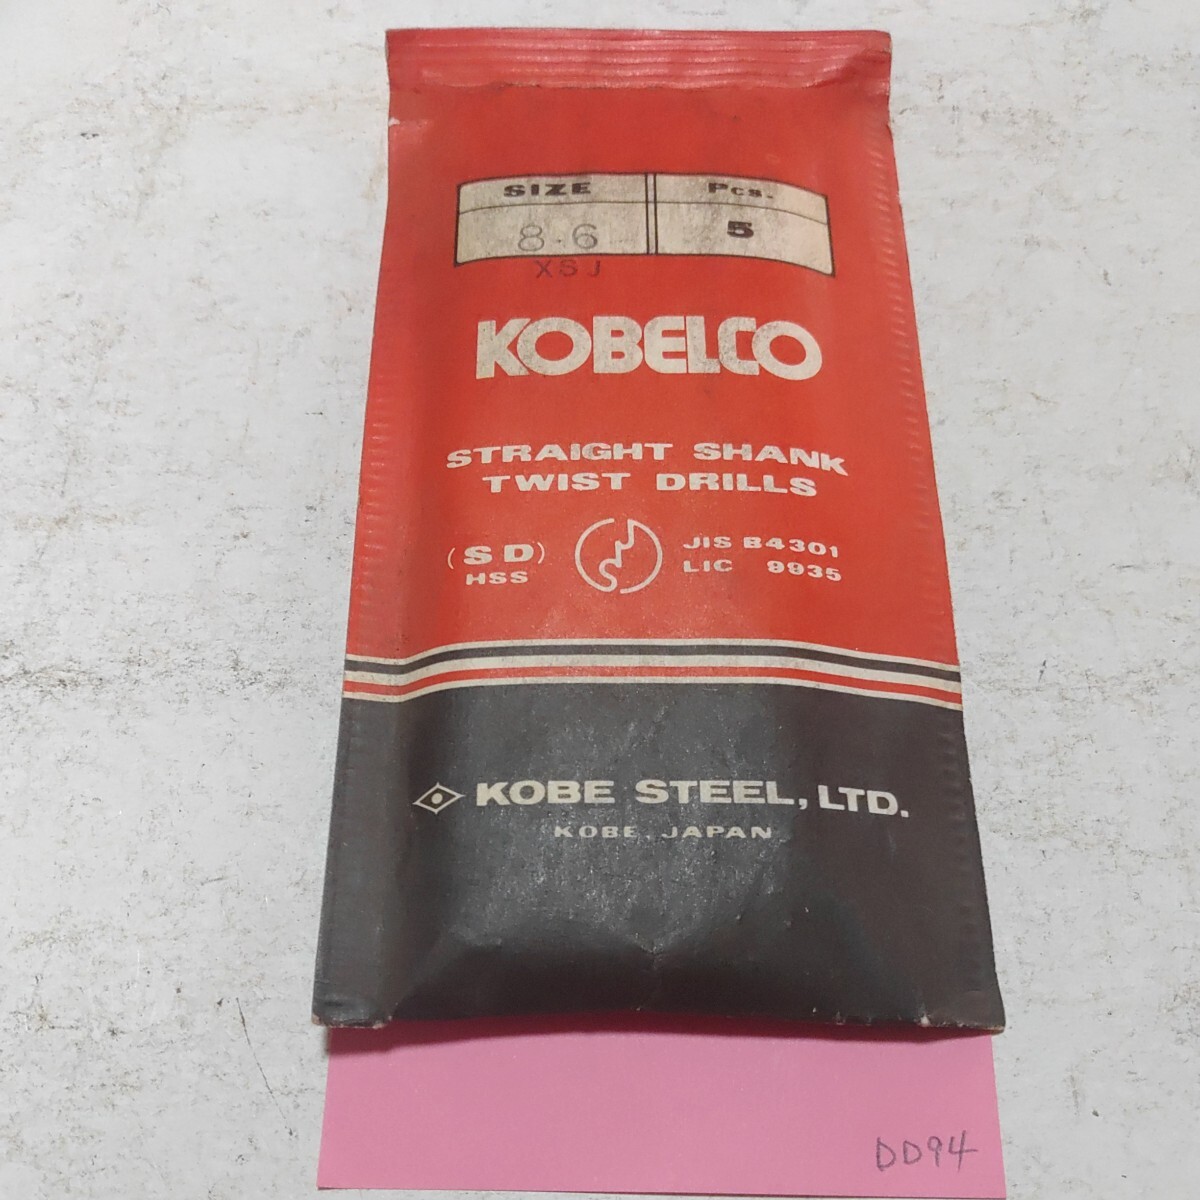 SIZE Pcs.
8.6 5
XSJ
KOBELCO
STRAIGHT SHANK
TWIST DRILLS
(SD) JIS B4301
HSS LIC 9935
KOBE STEEL, LTD.
KOBE, JAPAN
DD94